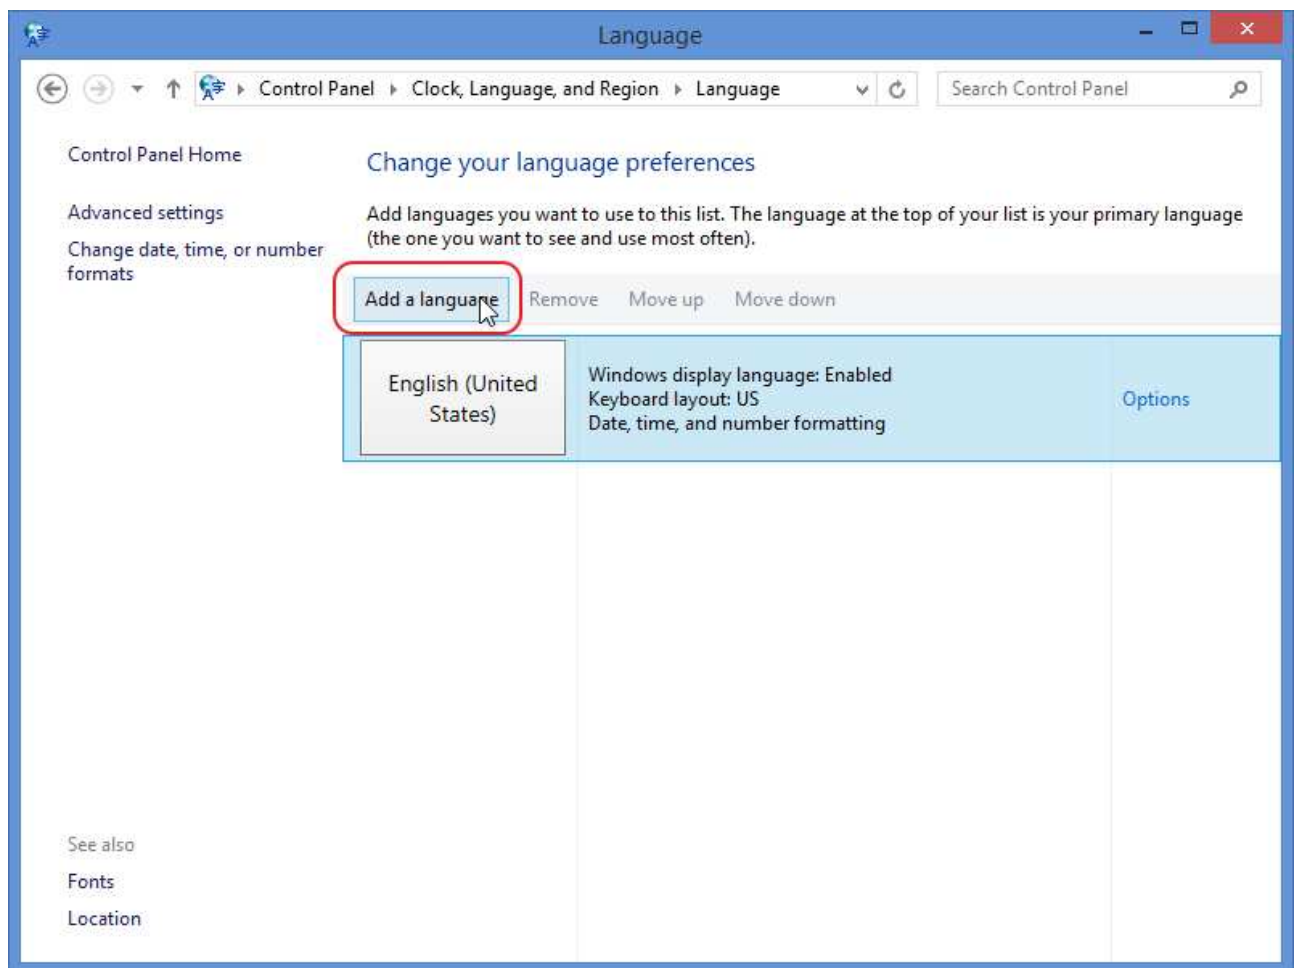 Language
Control Panel Clock, Language, and Region Language
Search Control Panel
Control Panel Home
Advanced settings
Change date, time, or number
formats
Change your language preferences
Add languages you want to use to this list. The language at the top of your list is your primary language
(the one you want to see and use most often).
Add a language Remove Move up Move down
English (United
States)
Windows display language: Enabled
Keyboard layout: US
Date, time, and number formatting
Options
See also
Fonts
Location